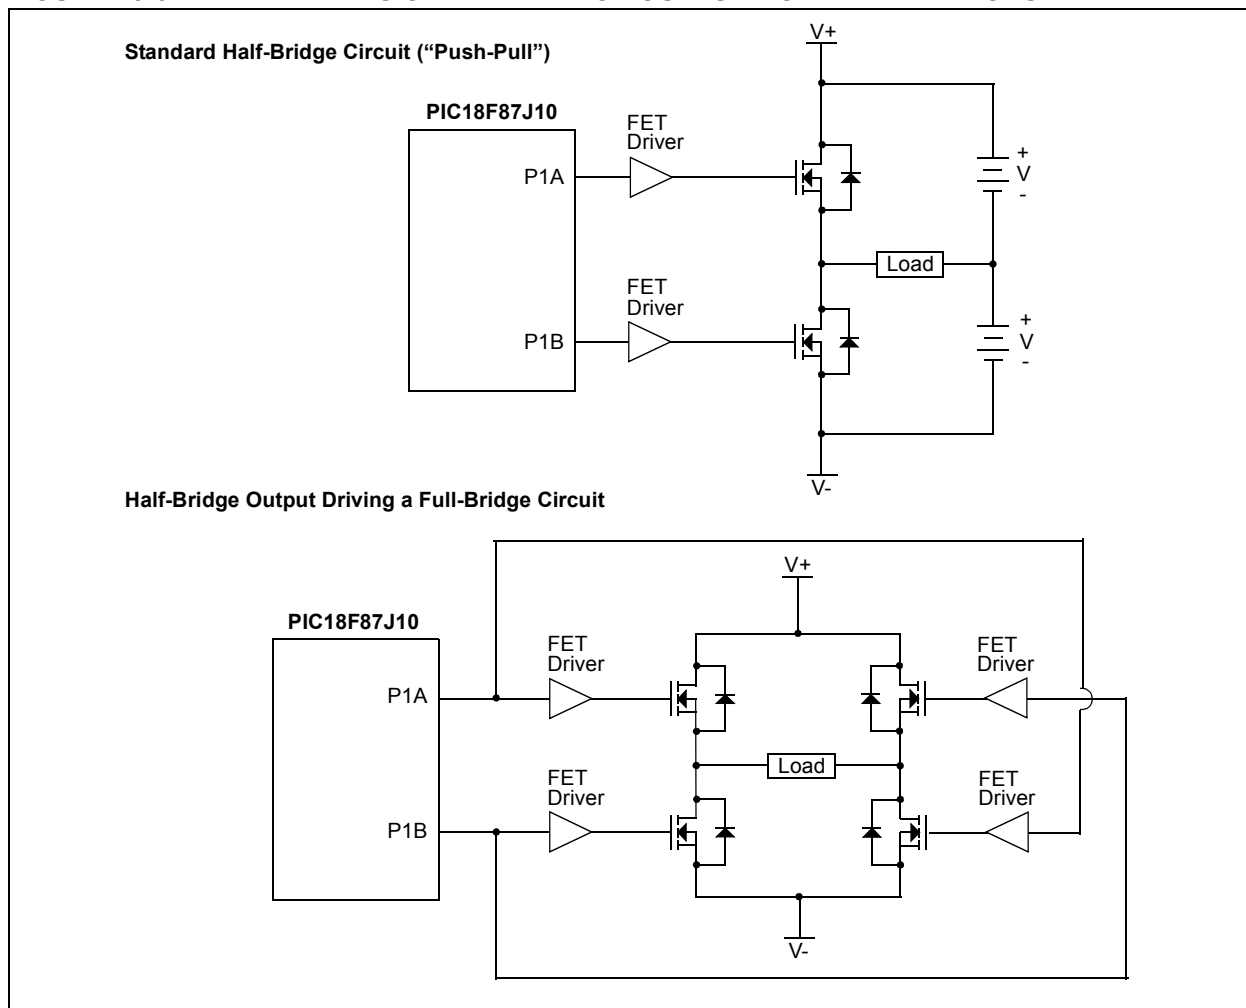 V+
Standard Half-Bridge Circuit (“Push-Pull”)
PIC18F87J10
FET
Driver
P1A
+
V
-
Load
FET
Driver
P1B
+
V
-
V-
Half-Bridge Output Driving a Full-Bridge Circuit
V+
PIC18F87J10
FET
Driver
FET
Driver
P1A
Load
FET
Driver
FET
Driver
P1B
V-